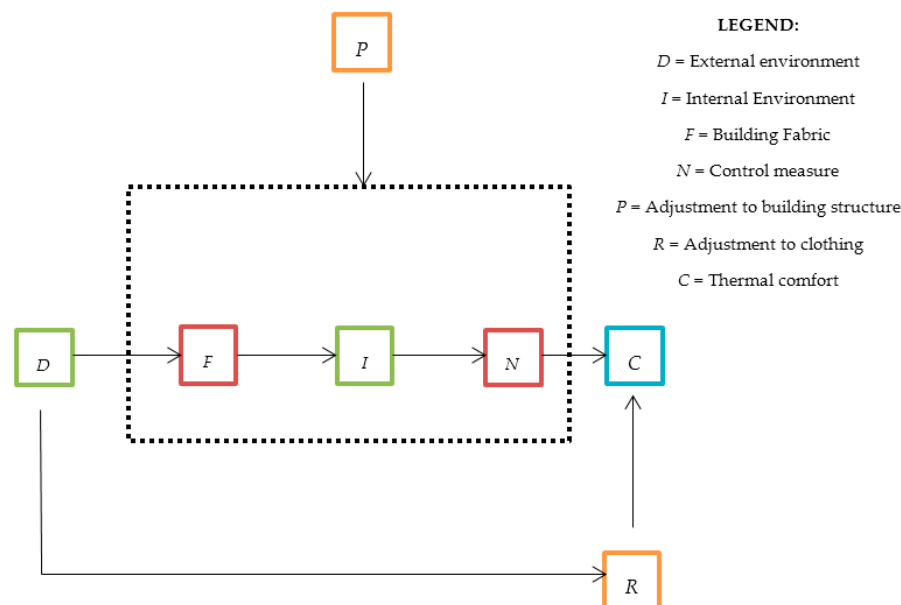 P
LEGEND:
D = External environment
I = Internal Environment
F = Building Fabric
N = Control measure
P = Adjustment to building structure
R = Adjustment to clothing
C = Thermal comfort
D
F
I
N
C
R